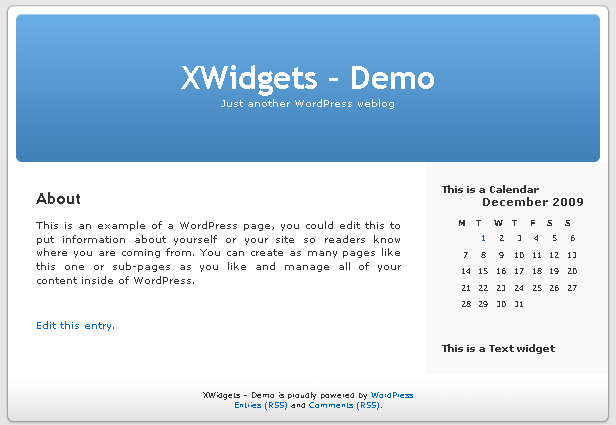 XWidgets – Demo
Just another WordPress weblog
About
This is an example of a WordPress page, you could edit this to
put information about yourself or your site so readers know
where you are coming from. You can create as many pages like
this one or sub-pages as you like and manage all of your
content inside of WordPress.
Edit this entry.
This is a Calendar
December 2009
M T W T F S S
1 2 3 4 5 6
7 8 9 10 11 12 13
14 15 16 17 18 19 20
21 22 23 24 25 26 27
28 29 30 31
This is a Text widget
XWidgets – Demo is proudly powered by WordPress
Entries (RSS) and Comments (RSS).